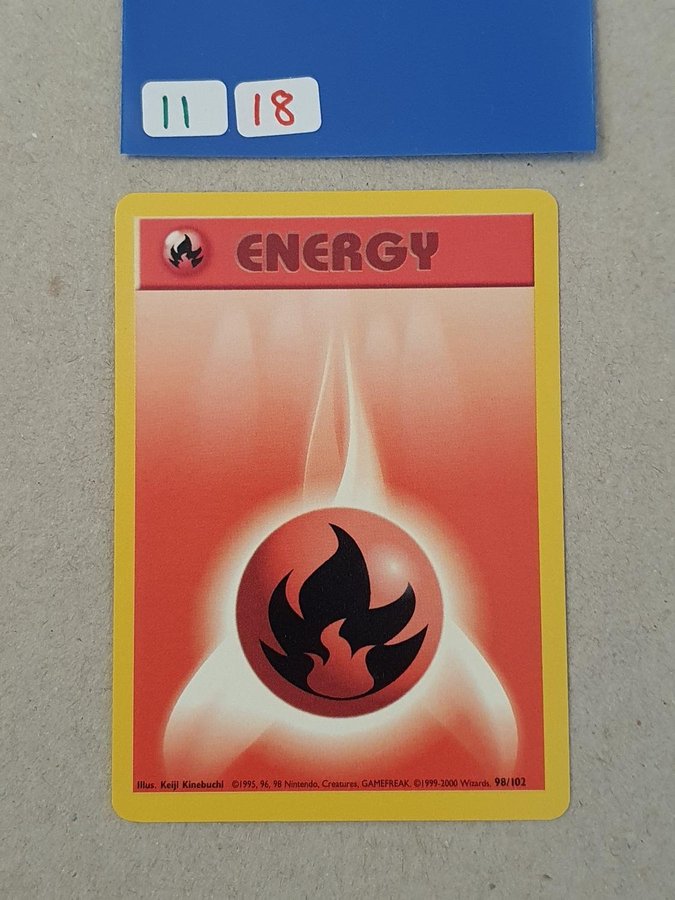 11 18
ENERGY
Illus. Keiji Kinebuchi ©1995, 96, 98 Nintendo, Creatures, GAMEFREAK. ©1999-2000 Wizards. 98/102